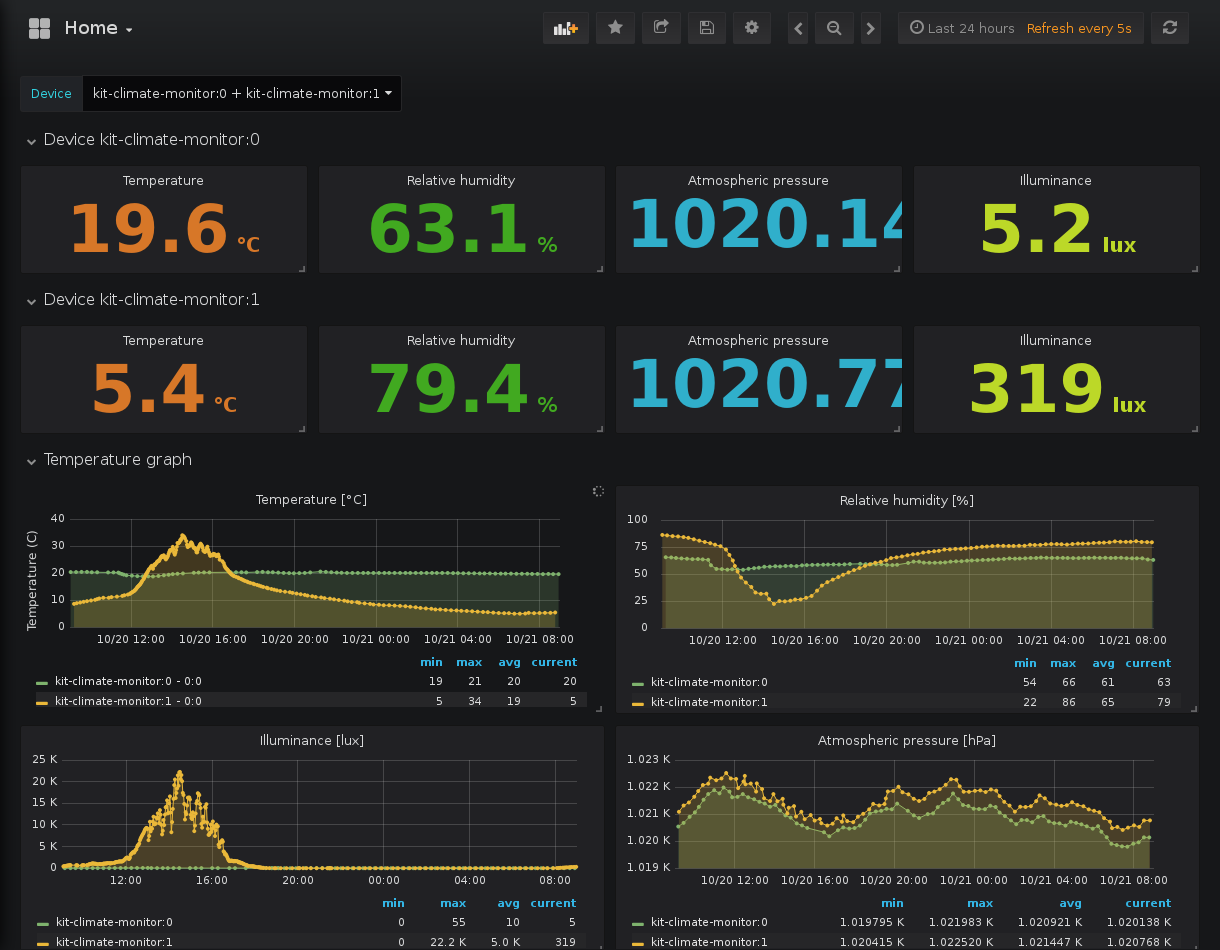 Home
Last 24 hours Refresh every 5s
Device kit-climate-monitor:0 + kit-climate-monitor:1
Device kit-climate-monitor:0
Temperature Relative humidity Atmospheric pressure Illuminance
19.6 °C 63.1 % 1020.14 5.2 lux
Device kit-climate-monitor:1
Temperature Relative humidity Atmospheric pressure Illuminance
5.4 °C 79.4 % 1020.77 319 lux
Temperature graph
Temperature [°C]
Temperature (C)
40
30
20
10
0
10/20 12:00 10/20 16:00 10/20 20:00 10/21 00:00 10/21 04:00 10/21 08:00
min max avg current
kit-climate-monitor:0 - 0:0 19 21 20 20
kit-climate-monitor:1 - 0:0 5 34 19 5
Relative humidity [%]
100
75
50
25
0
10/20 12:00 10/20 16:00 10/20 20:00 10/21 00:00 10/21 04:00 10/21 08:00
min max avg current
kit-climate-monitor:0 54 66 61 63
kit-climate-monitor:1 22 86 65 79
Illuminance [lux]
25 K
20 K
15 K
10 K
5 K
0
12:00 16:00 20:00 00:00 04:00 08:00
min max avg current
kit-climate-monitor:0 0 55 10 5
kit-climate-monitor:1 0 22.2 K 5.0 K 319
Atmospheric pressure [hPa]
1.023 K
1.022 K
1.021 K
1.020 K
1.019 K
10/20 12:00 10/20 16:00 10/20 20:00 10/21 00:00 10/21 04:00 10/21 08:00
min max avg current
kit-climate-monitor:0 1.019795 K 1.021983 K 1.020921 K 1.020138 K
kit-climate-monitor:1 1.020415 K 1.022520 K 1.021447 K 1.020768 K